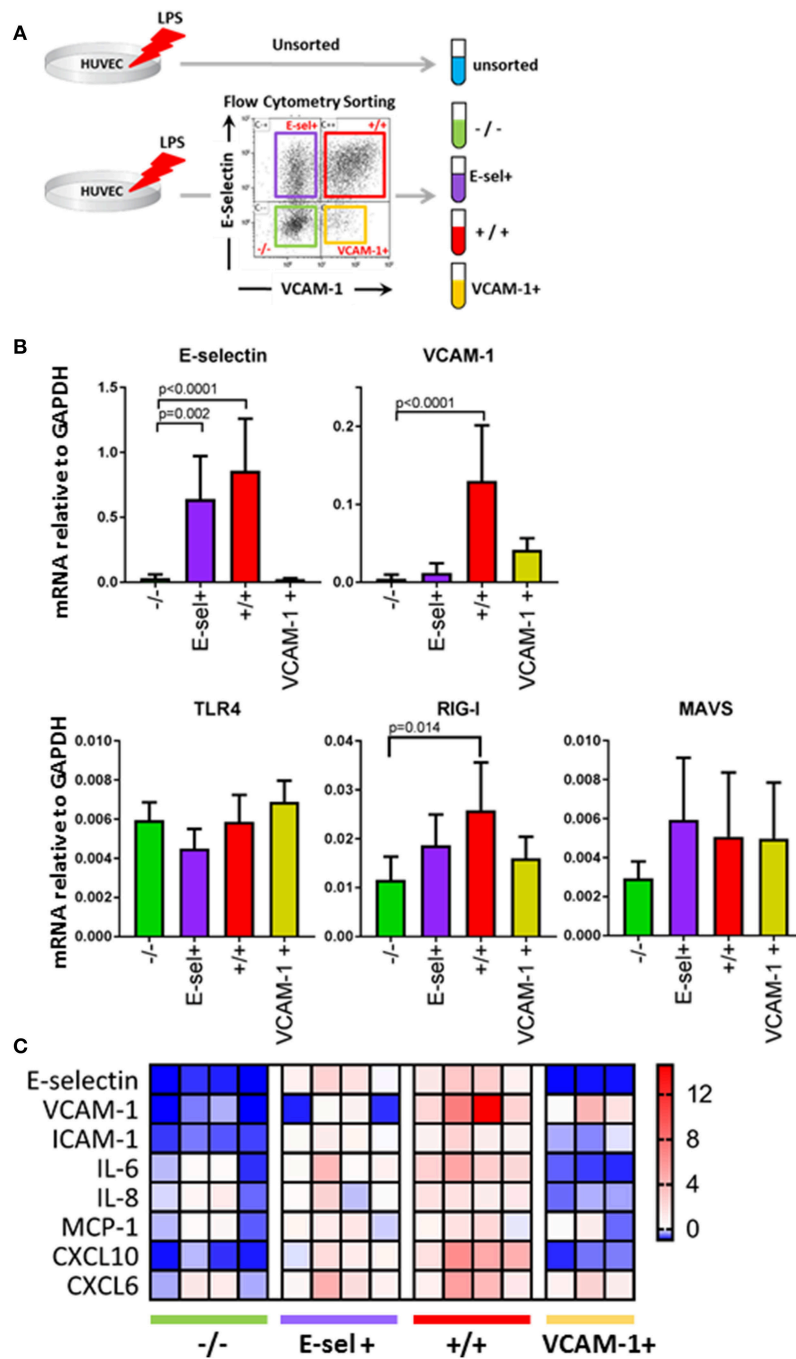 A
LPS
HUVEC
Unsorted
unsorted
Flow Cytometry Sorting
LPS
HUVEC
E-Selectin
E-sel+
+/+
-/-
VCAM-1+
VCAM-1
-/-
E-sel+
+/+
VCAM-1+
B
E-selectin
mRNA relative to GAPDH
1.5
1.0
0.5
0.0
p<0.0001
p=0.002
-/-
E-sel+
+/+
VCAM-1 +
VCAM-1
0.2
0.1
0.0
p<0.0001
-/-
E-sel+
+/+
VCAM-1 +
TLR4
mRNA relative to GAPDH
0.010
0.008
0.006
0.004
0.002
0.000
-/-
E-sel+
+/+
VCAM-1 +
RIG-I
0.04
0.03
0.02
0.01
0.00
p=0.014
-/-
E-sel+
+/+
VCAM-1 +
MAVS
0.010
0.008
0.006
0.004
0.002
0.000
-/-
E-sel+
+/+
VCAM-1 +
C
E-selectin
VCAM-1
ICAM-1
IL-6
IL-8
MCP-1
CXCL10
CXCL6
12
8
4
0
-/-
E-sel +
+/+
VCAM-1+